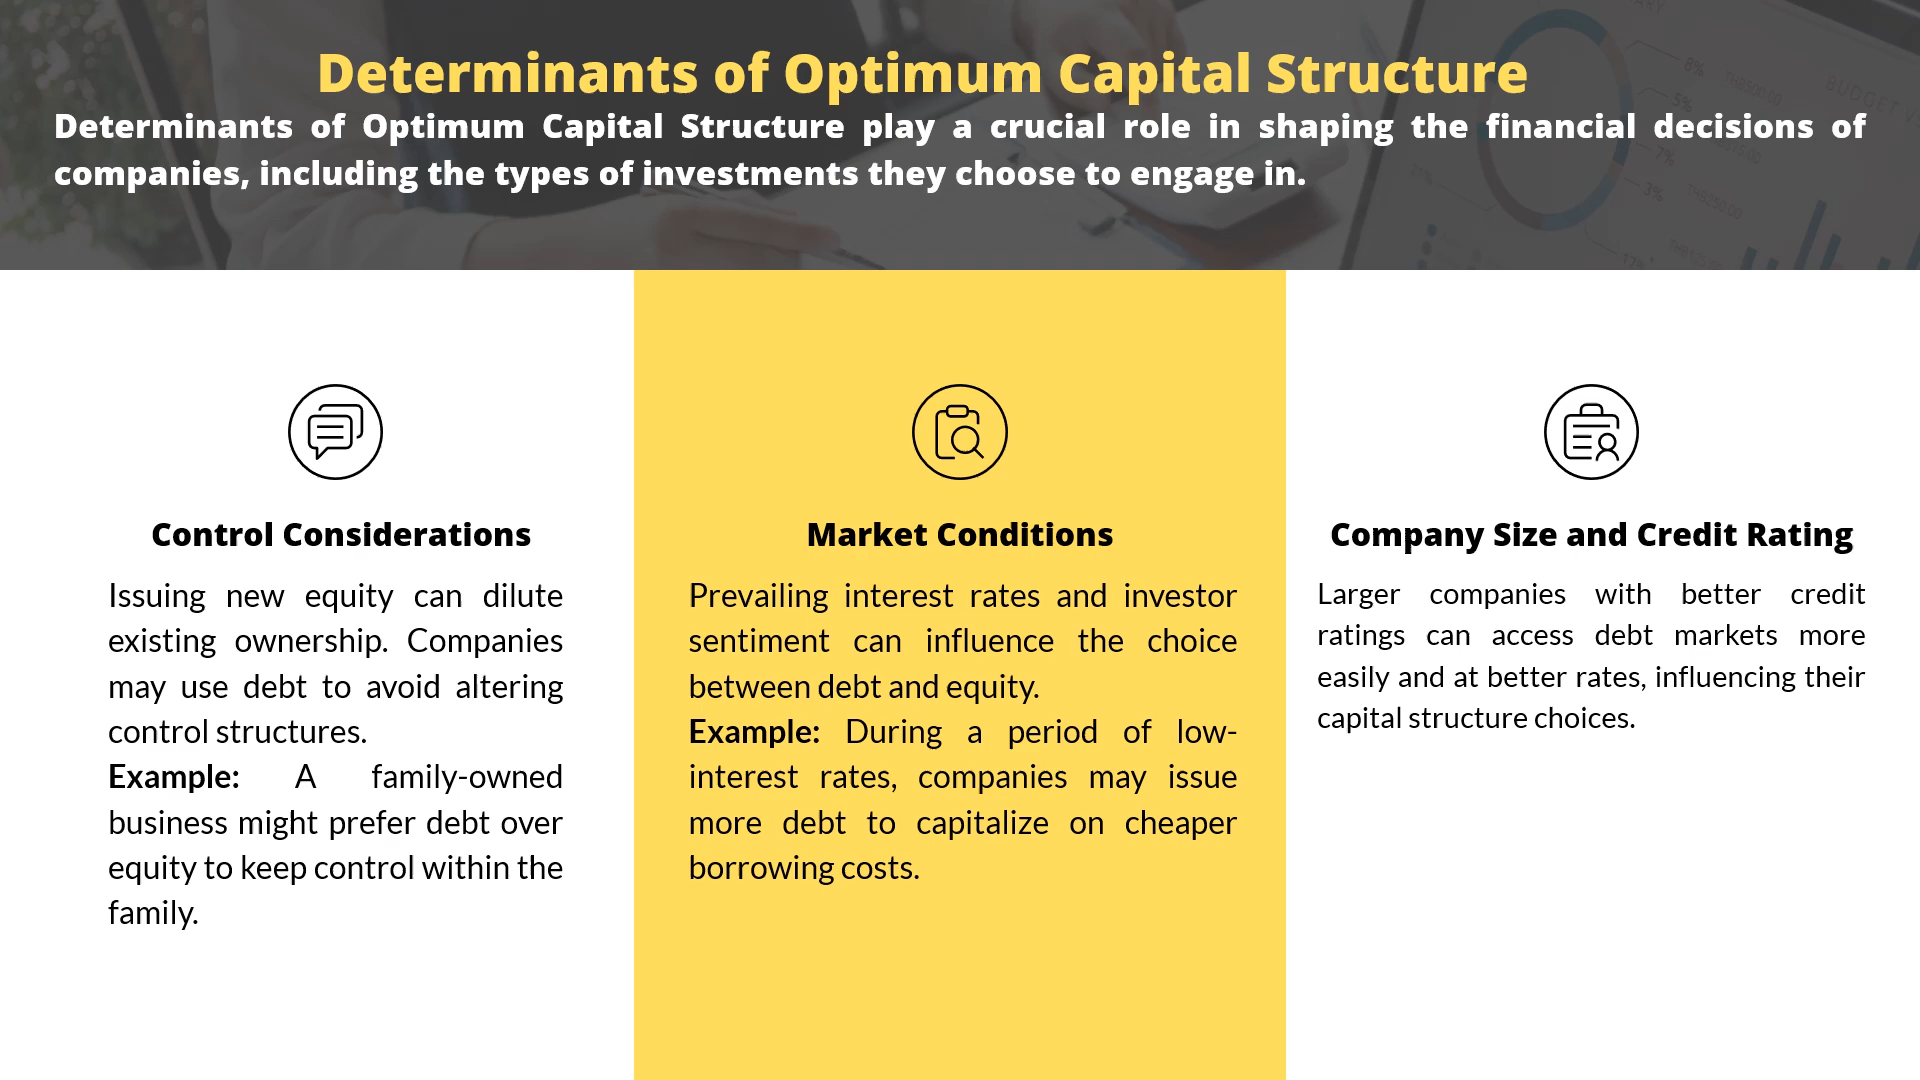 Determinants of Optimum Capital Structure
Determinants of Optimum Capital Structure play a crucial role in shaping the financial decisions of
companies, including the types of investments they choose to engage in.
8%
5%
7%
3%
Control Considerations
Issuing new equity can dilute
existing ownership. Companies
may use debt to avoid altering
control structures.
Example: A family-owned
business might prefer debt over
equity to keep control within the
family.
Market Conditions
Prevailing interest rates and investor
sentiment can influence the choice
between debt and equity.
Example: During a period of low-
interest rates, companies may issue
more debt to capitalize on cheaper
borrowing costs.
Company Size and Credit Rating
Larger companies with better credit
ratings can access debt markets more
easily and at better rates, influencing their
capital structure choices.